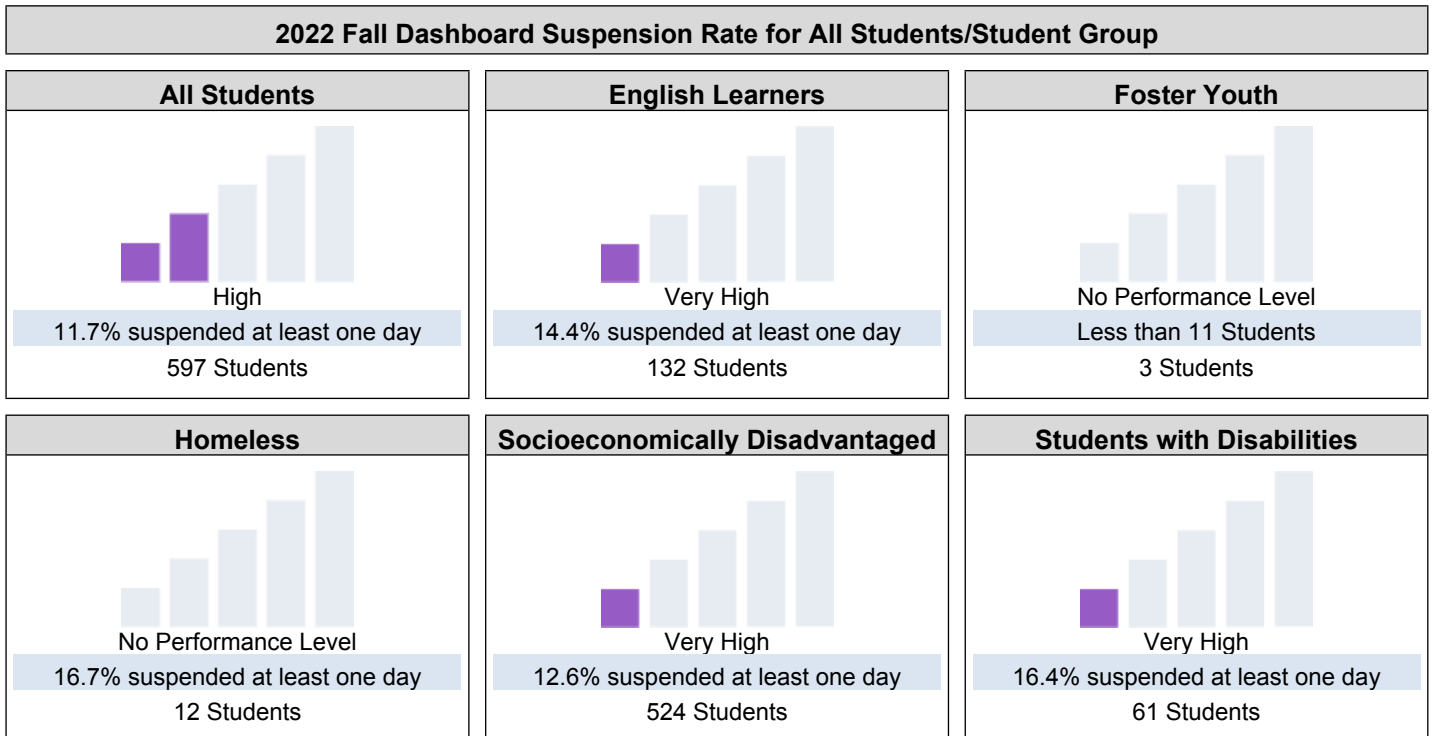 2022 Fall Dashboard Suspension Rate for All Students/Student Group
All Students
High
11.7% suspended at least one day
597 Students
English Learners
Very High
14.4% suspended at least one day
132 Students
Foster Youth
No Performance Level
Less than 11 Students
3 Students
Homeless
No Performance Level
16.7% suspended at least one day
12 Students
Socioeconomically Disadvantaged
Very High
12.6% suspended at least one day
524 Students
Students with Disabilities
Very High
16.4% suspended at least one day
61 Students